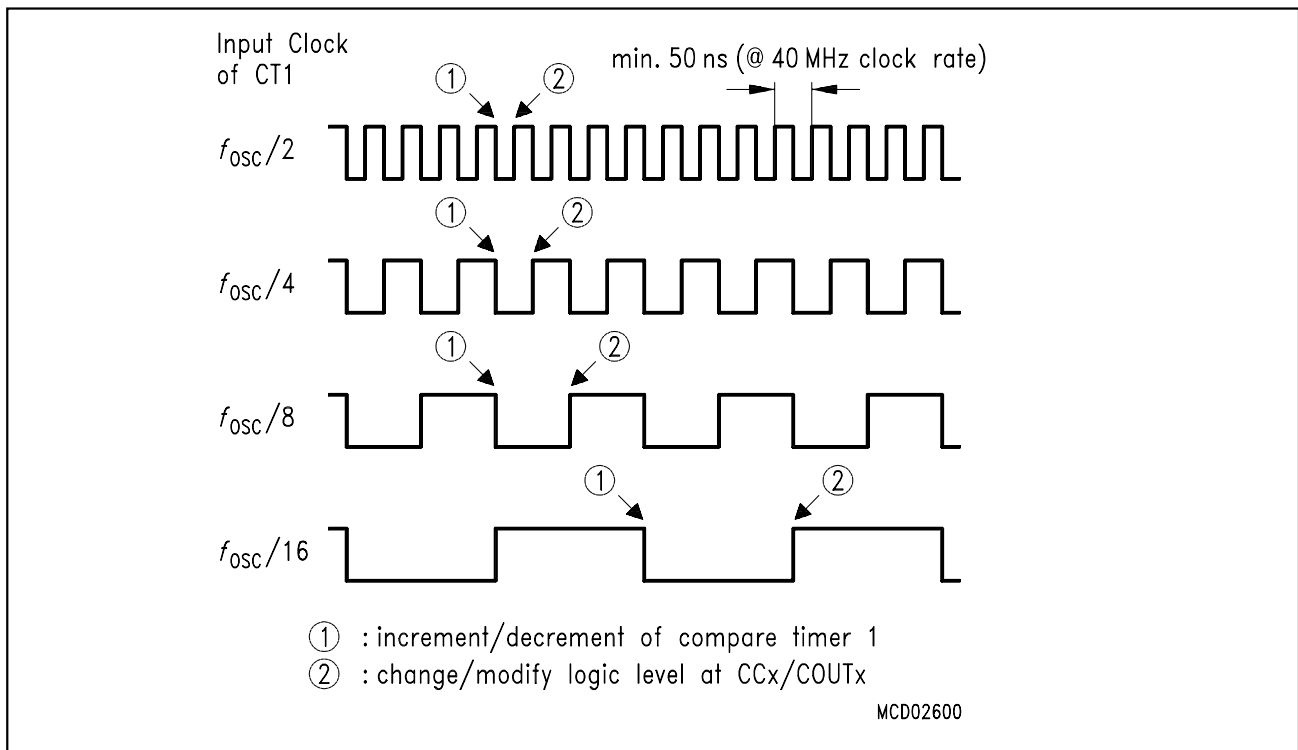 Input Clock
of CT1
min. 50 ns (@ 40 MHz clock rate)
① ②
fOSC/2
① ②
fOSC/4
① ②
fOSC/8
① ②
fOSC/16
① : increment/decrement of compare timer 1
② : change/modify logic level at CCx/COUTx
MCD02600